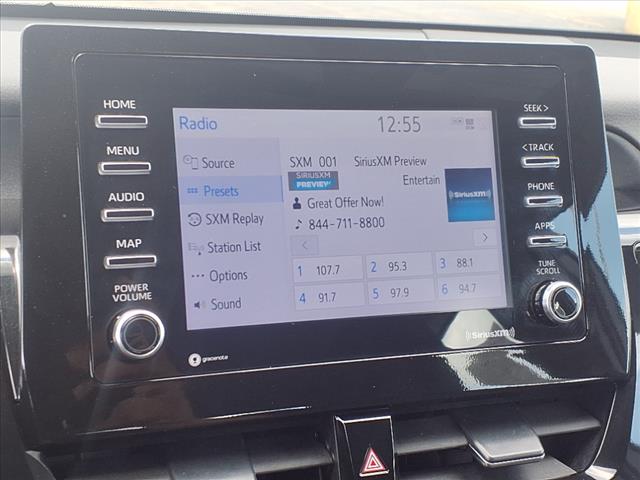 HOME
MENU
AUDIO
MAP
POWER
VOLUME
Radio
12:55
Source
Presets
SXM Replay
Station List
Options
Sound
SXM 001 SiriusXM Preview
SIRIUSXM
PREVIEW
Entertain
Great Offer Now!
844-711-8800
SiriusXM
1 107.7 2 95.3 3 88.1
4 91.7 5 97.9 6 94.7
SEEK >
< TRACK
PHONE
APPS
TUNE
SCROLL
gracenote
SiriusXM